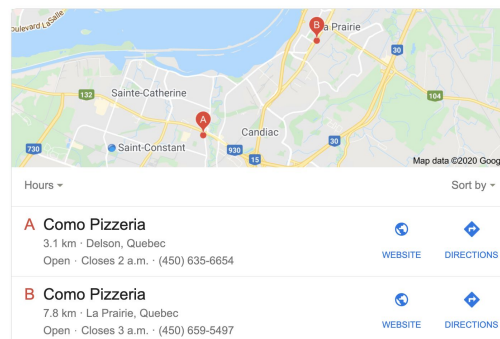 oulevard LaSalle
B
a Prairie
30
132
Sainte-Catherine
104
A
Candiac
730
Saint-Constant
930
15
30
Map data ©2020 Goog
Hours
Sort by
A Como Pizzeria
3.1 km · Delson, Quebec
Open · Closes 2 a.m. · (450) 635-6654
WEBSITE
DIRECTIONS
B Como Pizzeria
7.8 km · La Prairie, Quebec
Open · Closes 3 a.m. · (450) 659-5497
WEBSITE
DIRECTIONS